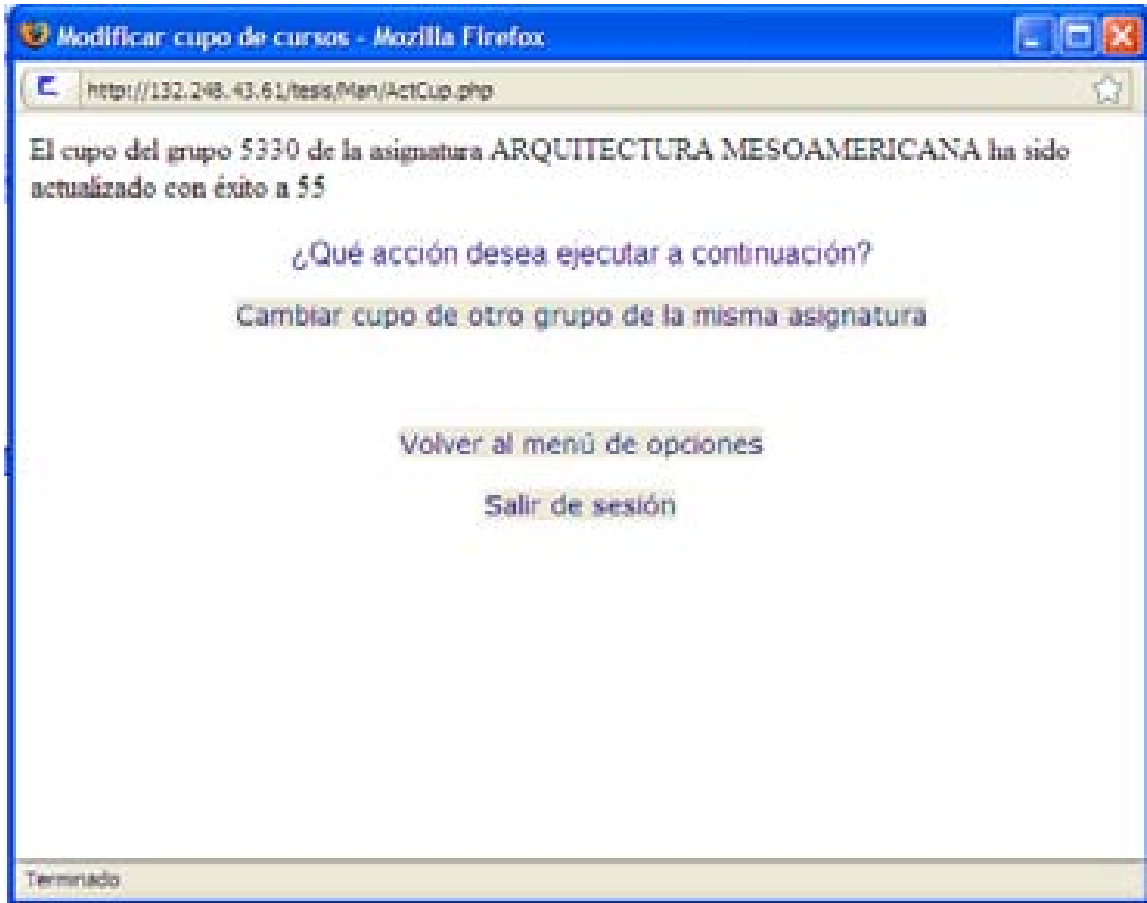 Modificar cupo de cursos - Mozilla Firefox
http://132.248.43.61/tesis/Man/ActCup.php
El cupo del grupo 5330 de la asignatura ARQUITECTURA MESOAMERICANA ha sido
actualizado con éxito a 55
¿Qué acción desea ejecutar a continuación?
Cambiar cupo de otro grupo de la misma asignatura
Volver al menú de opciones
Salir de sesión
Terminado